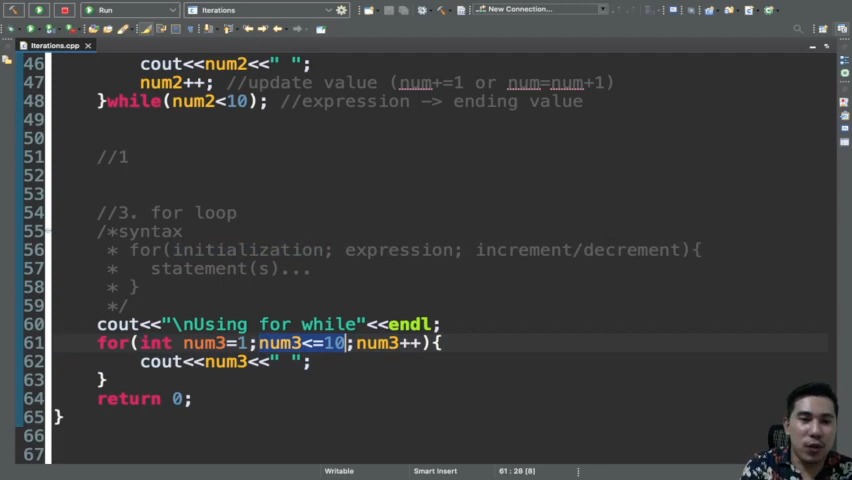 Run
Iterations
New Connection...
Iterations.cpp
46 cout<<num2<<" ";
47 num2++; //update value (num+=1 or num=num+1)
48 }while(num2<10); //expression -> ending value
49
50
51 //1
52
53
54 //3. for loop
55 /*syntax
56 * for(initialization; expression; increment/decrement){
57 * statement(s)...
58 * }
59 */
60 cout<<"\nUsing for while"<<endl;
61 for(int num3=1;num3<=10;num3++){
62 cout<<num3<<" ";
63 }
64 return 0;
65 }
66
67
Writable
Smart Insert
61 : 28 [8]